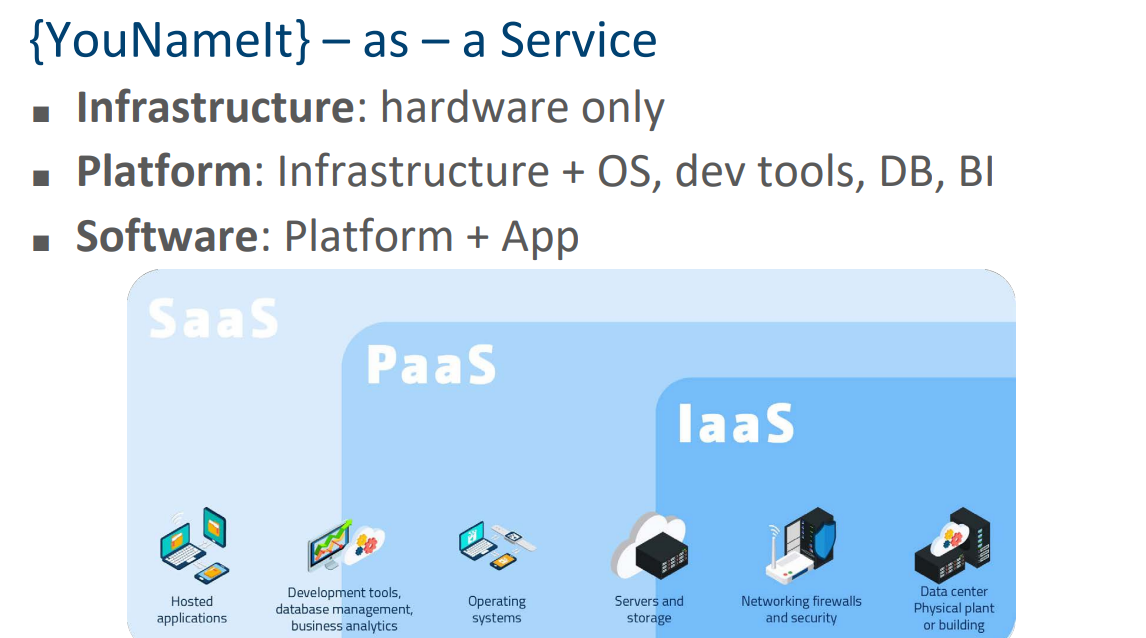 {YouNameIt} – as – a Service
▪ Infrastructure: hardware only
▪ Platform: Infrastructure + OS, dev tools, DB, BI
▪ Software: Platform + App
SaaS
PaaS
IaaS
Hosted
applications
Development tools,
database management,
business analytics
Operating
systems
Servers and
storage
Networking firewalls
and security
Data center
Physical plant
or building